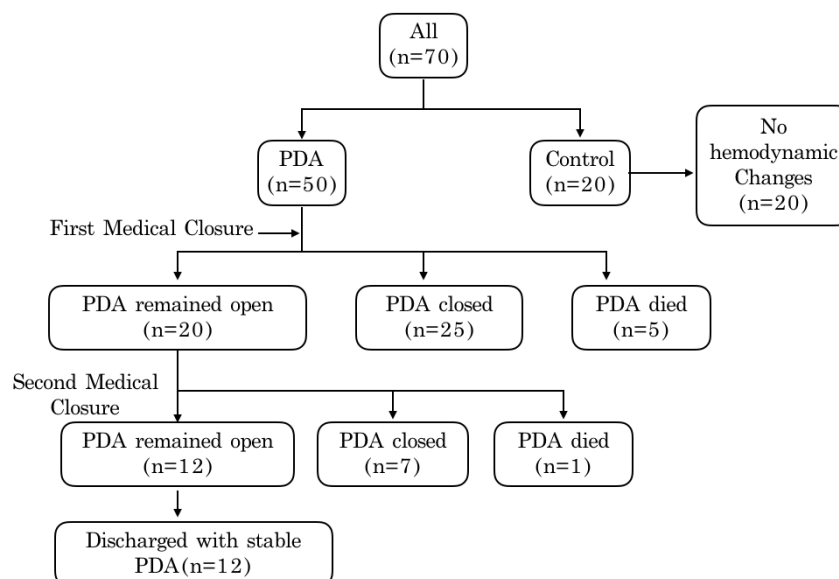 All
(n=70)
PDA
(n=50)
Control
(n=20)
No
hemodynamic
Changes
(n=20)
First Medical Closure
PDA remained open
(n=20)
PDA closed
(n=25)
PDA died
(n=5)
Second Medical
Closure
PDA remained open
(n=12)
PDA closed
(n=7)
PDA died
(n=1)
Discharged with stable
PDA(n=12)